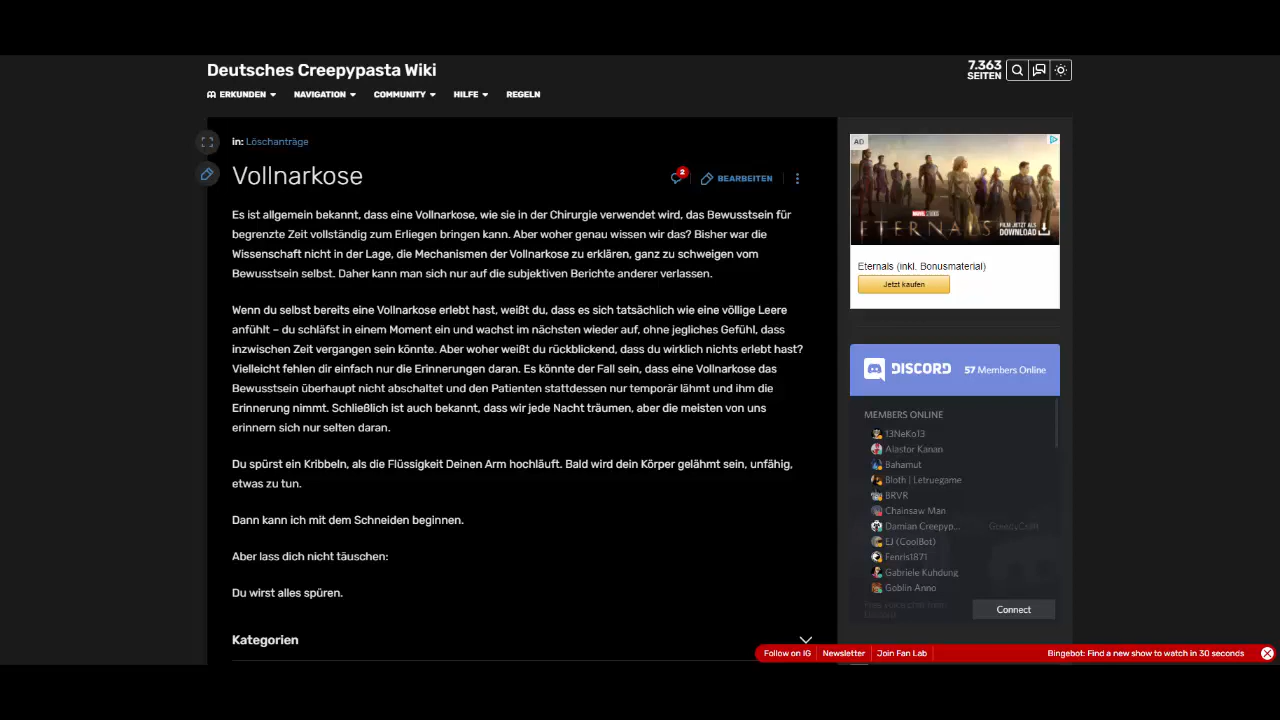 Deutsches Creepypasta Wiki
7.363
SEITEN
ERKUNDEN
NAVIGATION
COMMUNITY
HILFE
REGELN
in: Löschanträge
Vollnarkose
2
BEARBEITEN
Es ist allgemein bekannt, dass eine Vollnarkose, wie sie in der Chirurgie verwendet wird, das Bewusstsein für
begrenzte Zeit vollständig zum Erliegen bringen kann. Aber woher genau wissen wir das? Bisher war die
Wissenschaft nicht in der Lage, die Mechanismen der Vollnarkose zu erklären, ganz zu schweigen vom
Bewusstsein selbst. Daher kann man sich nur auf die subjektiven Berichte anderer verlassen.
Wenn du selbst bereits eine Vollnarkose erlebt hast, weißt du, dass es sich tatsächlich wie eine völlige Leere
anfühlt – du schläfst in einem Moment ein und wachst im nächsten wieder auf, ohne jegliches Gefühl, dass
inzwischen Zeit vergangen sein könnte. Aber woher weißt du rückblickend, dass du wirklich nichts erlebt hast?
Vielleicht fehlen dir einfach nur die Erinnerungen daran. Es könnte der Fall sein, dass eine Vollnarkose das
Bewusstsein überhaupt nicht abschaltet und den Patienten stattdessen nur temporär lähmt und ihm die
Erinnerung nimmt. Schließlich ist auch bekannt, dass wir jede Nacht träumen, aber die meisten von uns
erinnern sich nur selten daran.
Du spürst ein Kribbeln, als die Flüssigkeit Deinen Arm hochläuft. Bald wird dein Körper gelähmt sein, unfähig,
etwas zu tun.
Dann kann ich mit dem Schneiden beginnen.
Aber lass dich nicht täuschen:
Du wirst alles spüren.
Kategorien
AD
MARVEL STUDIOS
ETERNALS
FILM JETZT ALS
DOWNLOAD
Eternals (inkl. Bonusmaterial)
Jetzt kaufen
DISCORD
57 Members Online
MEMBERS ONLINE
13NeKo13
Alastor Kanan
Bahamut
Bloth | Letruegame
BRVR
Chainsaw Man
Damian Creepyp...
EJ (CoolBot)
Fenris1871
Gabriele Kuhdung
Goblin Anno
Connect
Follow on IG
Newsletter
Join Fan Lab
Bingebot: Find a new show to watch in 30 seconds